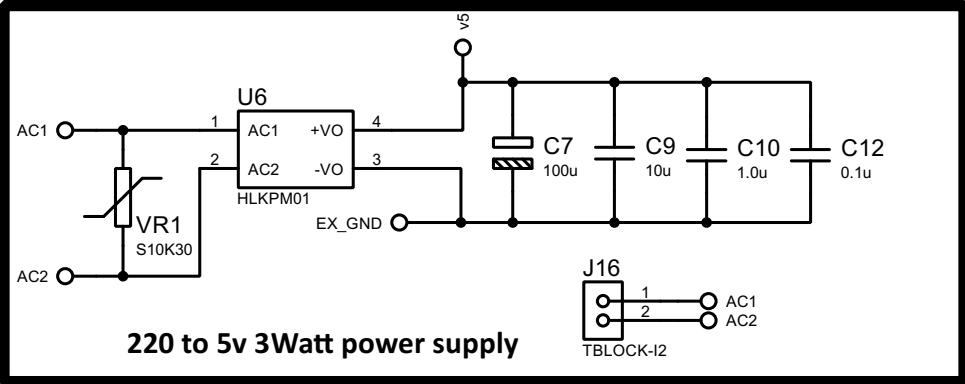 v5
U6
AC1
1
AC1
+VO
4
2
AC2
-VO
3
HLKPM01
C7
100u
C9
10u
C10
1.0u
C12
0.1u
VR1
S10K30
EX_GND
AC2
J16
1
AC1
2
AC2
TBLOCK-I2
220 to 5v 3Watt power supply